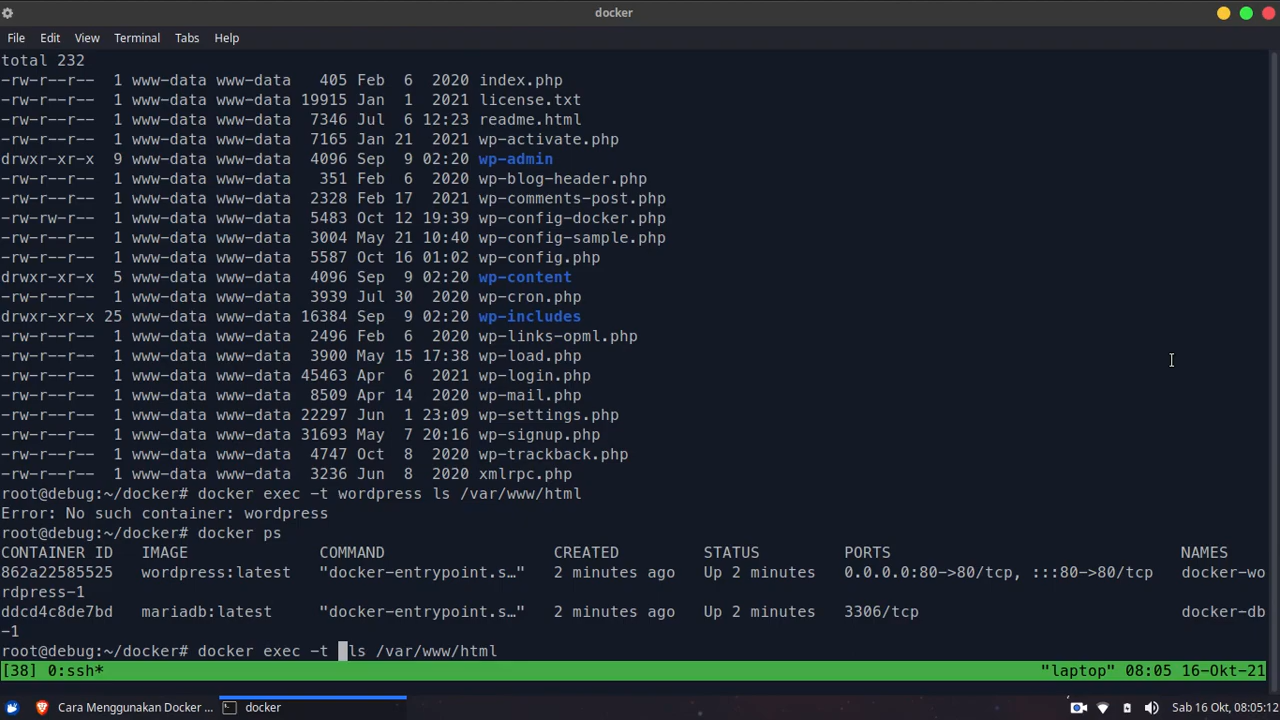 docker
File Edit View Terminal Tabs Help
total 232
-rw-r--r--  1 www-data www-data   405 Feb  6  2020 index.php
-rw-r--r--  1 www-data www-data 19915 Jan  1  2021 license.txt
-rw-r--r--  1 www-data www-data  7346 Jul  6 12:23 readme.html
-rw-r--r--  1 www-data www-data  7165 Jan 21  2021 wp-activate.php
drwxr-xr-x  9 www-data www-data  4096 Sep  9 02:20 wp-admin
-rw-r--r--  1 www-data www-data   351 Feb  6  2020 wp-blog-header.php
-rw-r--r--  1 www-data www-data  2328 Feb 17  2021 wp-comments-post.php
-rw-rw-r--  1 www-data www-data  5483 Oct 12 19:39 wp-config-docker.php
-rw-r--r--  1 www-data www-data  3004 May 21 10:40 wp-config-sample.php
-rw-r--r--  1 www-data www-data  5587 Oct 16 01:02 wp-config.php
drwxr-xr-x  5 www-data www-data  4096 Sep  9 02:20 wp-content
-rw-r--r--  1 www-data www-data  3939 Jul 30  2020 wp-cron.php
drwxr-xr-x 25 www-data www-data 16384 Sep  9 02:20 wp-includes
-rw-r--r--  1 www-data www-data  2496 Feb  6  2020 wp-links-opml.php
-rw-r--r--  1 www-data www-data  3900 May 15 17:38 wp-load.php
-rw-r--r--  1 www-data www-data 45463 Apr  6  2021 wp-login.php
-rw-r--r--  1 www-data www-data  8509 Apr 14  2020 wp-mail.php
-rw-r--r--  1 www-data www-data 22297 Jun  1 23:09 wp-settings.php
-rw-r--r--  1 www-data www-data 31693 May  7 20:16 wp-signup.php
-rw-r--r--  1 www-data www-data  4747 Oct  8  2020 wp-trackback.php
-rw-r--r--  1 www-data www-data  3236 Jun  8  2020 xmlrpc.php
root@debug:~/docker# docker exec -t wordpress ls /var/www/html
Error: No such container: wordpress
root@debug:~/docker# docker ps
CONTAINER ID   IMAGE              COMMAND                  CREATED         STATUS         PORTS                               NAMES
862a22585525   wordpress:latest   "docker-entrypoint.s…"   2 minutes ago   Up 2 minutes   0.0.0.0:80->80/tcp, :::80->80/tcp   docker-wo
rdpress-1
ddcd4c8de7bd   mariadb:latest     "docker-entrypoint.s…"   2 minutes ago   Up 2 minutes   3306/tcp                            docker-db
-1
root@debug:~/docker# docker exec -t ls /var/www/html
[38] 0:ssh* "laptop" 08:05 16-Okt-21
Cara Menggunakan Docker ... docker Sab 16 Okt, 08:05:12